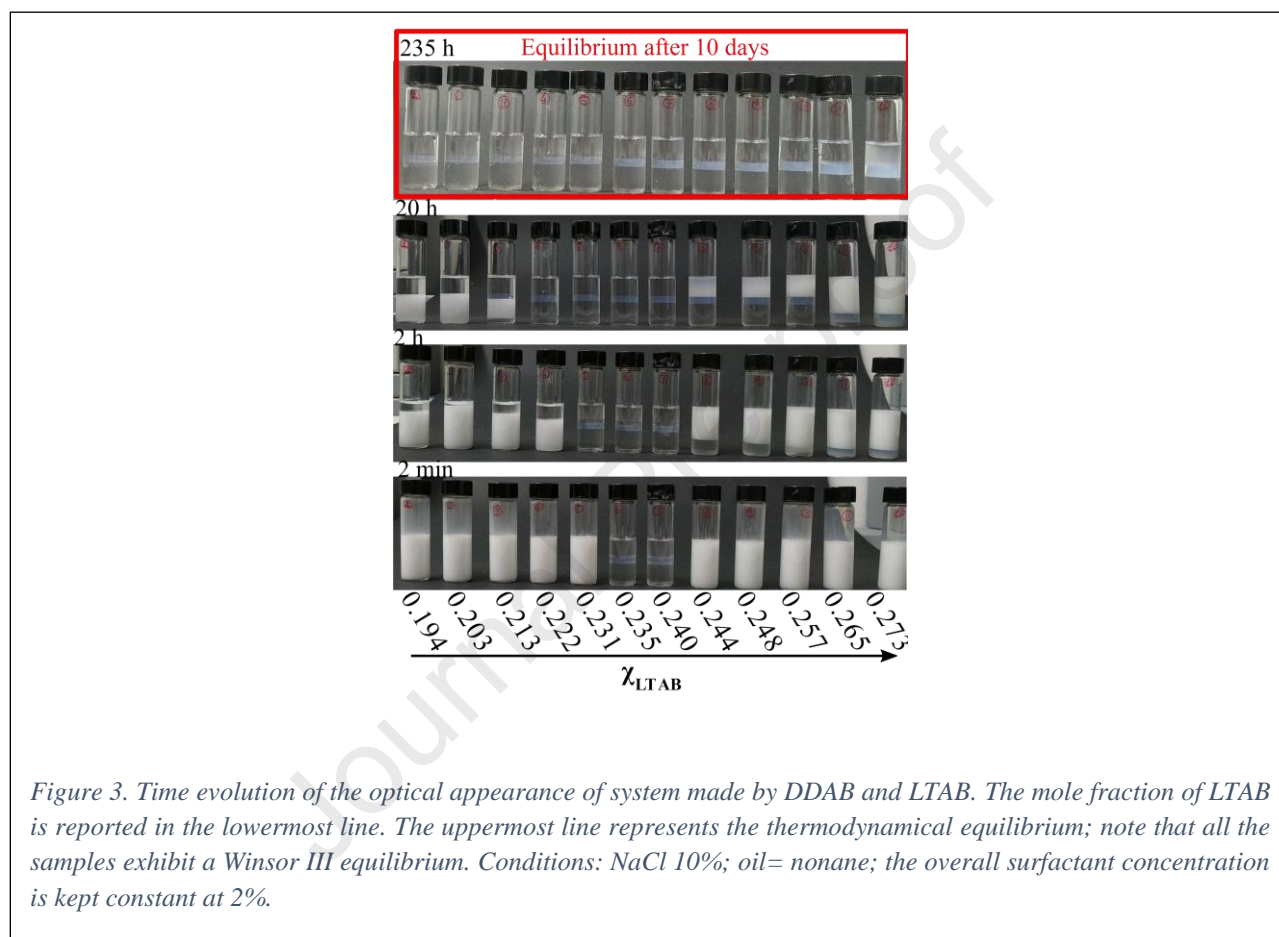 235 h Equilibrium after 10 days
20 h
2 h
2 min
0.194 0.203 0.213 0.222 0.231 0.235 0.240 0.244 0.248 0.257 0.265 0.273
χLTAB
Journal Pre-proof
Figure 3. Time evolution of the optical appearance of system made by DDAB and LTAB. The mole fraction of LTAB
is reported in the lowermost line. The uppermost line represents the thermodynamical equilibrium; note that all the
samples exhibit a Winsor III equilibrium. Conditions: NaCl 10%; oil= nonane; the overall surfactant concentration
is kept constant at 2%.